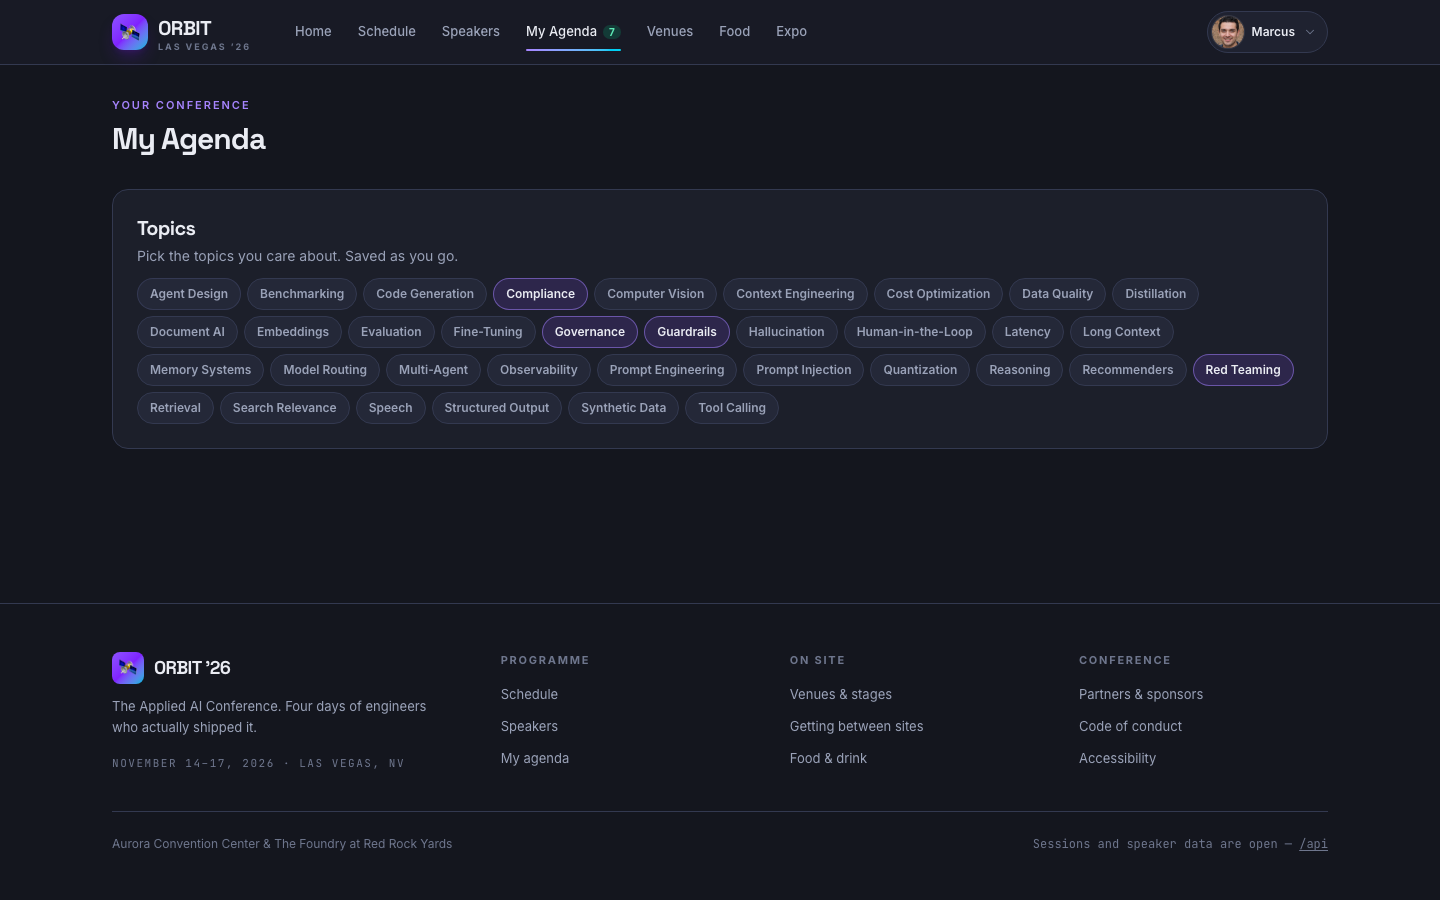 ORBIT
LAS VEGAS '26
Home
Schedule
Speakers
My Agenda 7
Venues
Food
Expo
Marcus
YOUR CONFERENCE
My Agenda
Topics
Pick the topics you care about. Saved as you go.
Agent Design Benchmarking Code Generation Compliance Computer Vision Context Engineering Cost Optimization Data Quality Distillation
Document AI Embeddings Evaluation Fine-Tuning Governance Guardrails Hallucination Human-in-the-Loop Latency Long Context
Memory Systems Model Routing Multi-Agent Observability Prompt Engineering Prompt Injection Quantization Reasoning Recommenders Red Teaming
Retrieval Search Relevance Speech Structured Output Synthetic Data Tool Calling
ORBIT '26
The Applied AI Conference. Four days of engineers
who actually shipped it.
NOVEMBER 14–17, 2026 · LAS VEGAS, NV
PROGRAMME
Schedule
Speakers
My agenda
ON SITE
Venues & stages
Getting between sites
Food & drink
CONFERENCE
Partners & sponsors
Code of conduct
Accessibility
Aurora Convention Center & The Foundry at Red Rock Yards
Sessions and speaker data are open — /api